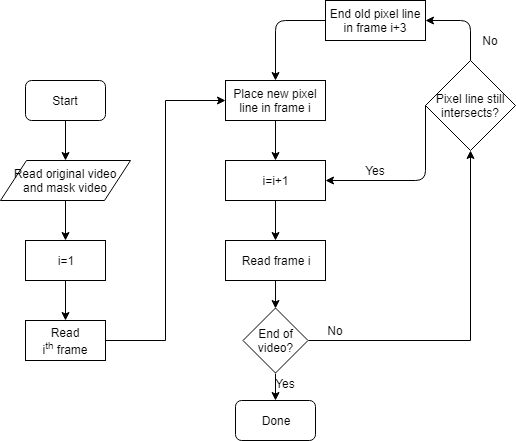 Start
Read original video
and mask video
i=1
Read
iᵗʰ frame
Place new pixel
line in frame i
i=i+1
Read frame i
End of
video?
Yes
Done
No
Pixel line still
intersects?
Yes
No
End old pixel line
in frame i+3